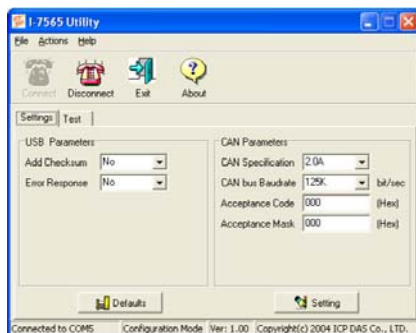 I-7565 Utility
File Actions Help
Connect Disconnect Exit About
Settings Test
USB Parameters
Add Checksum No
Error Response No
CAN Parameters
CAN Specification 2.0A
CAN bus Baudrate 125K bit/sec
Acceptance Code 000 (Hex)
Acceptance Mask 000 (Hex)
Defaults
Setting
Connected to COM5 Configuration Mode Ver: 1.00 Copyright(c) 2004 ICP DAS Co., LTD.